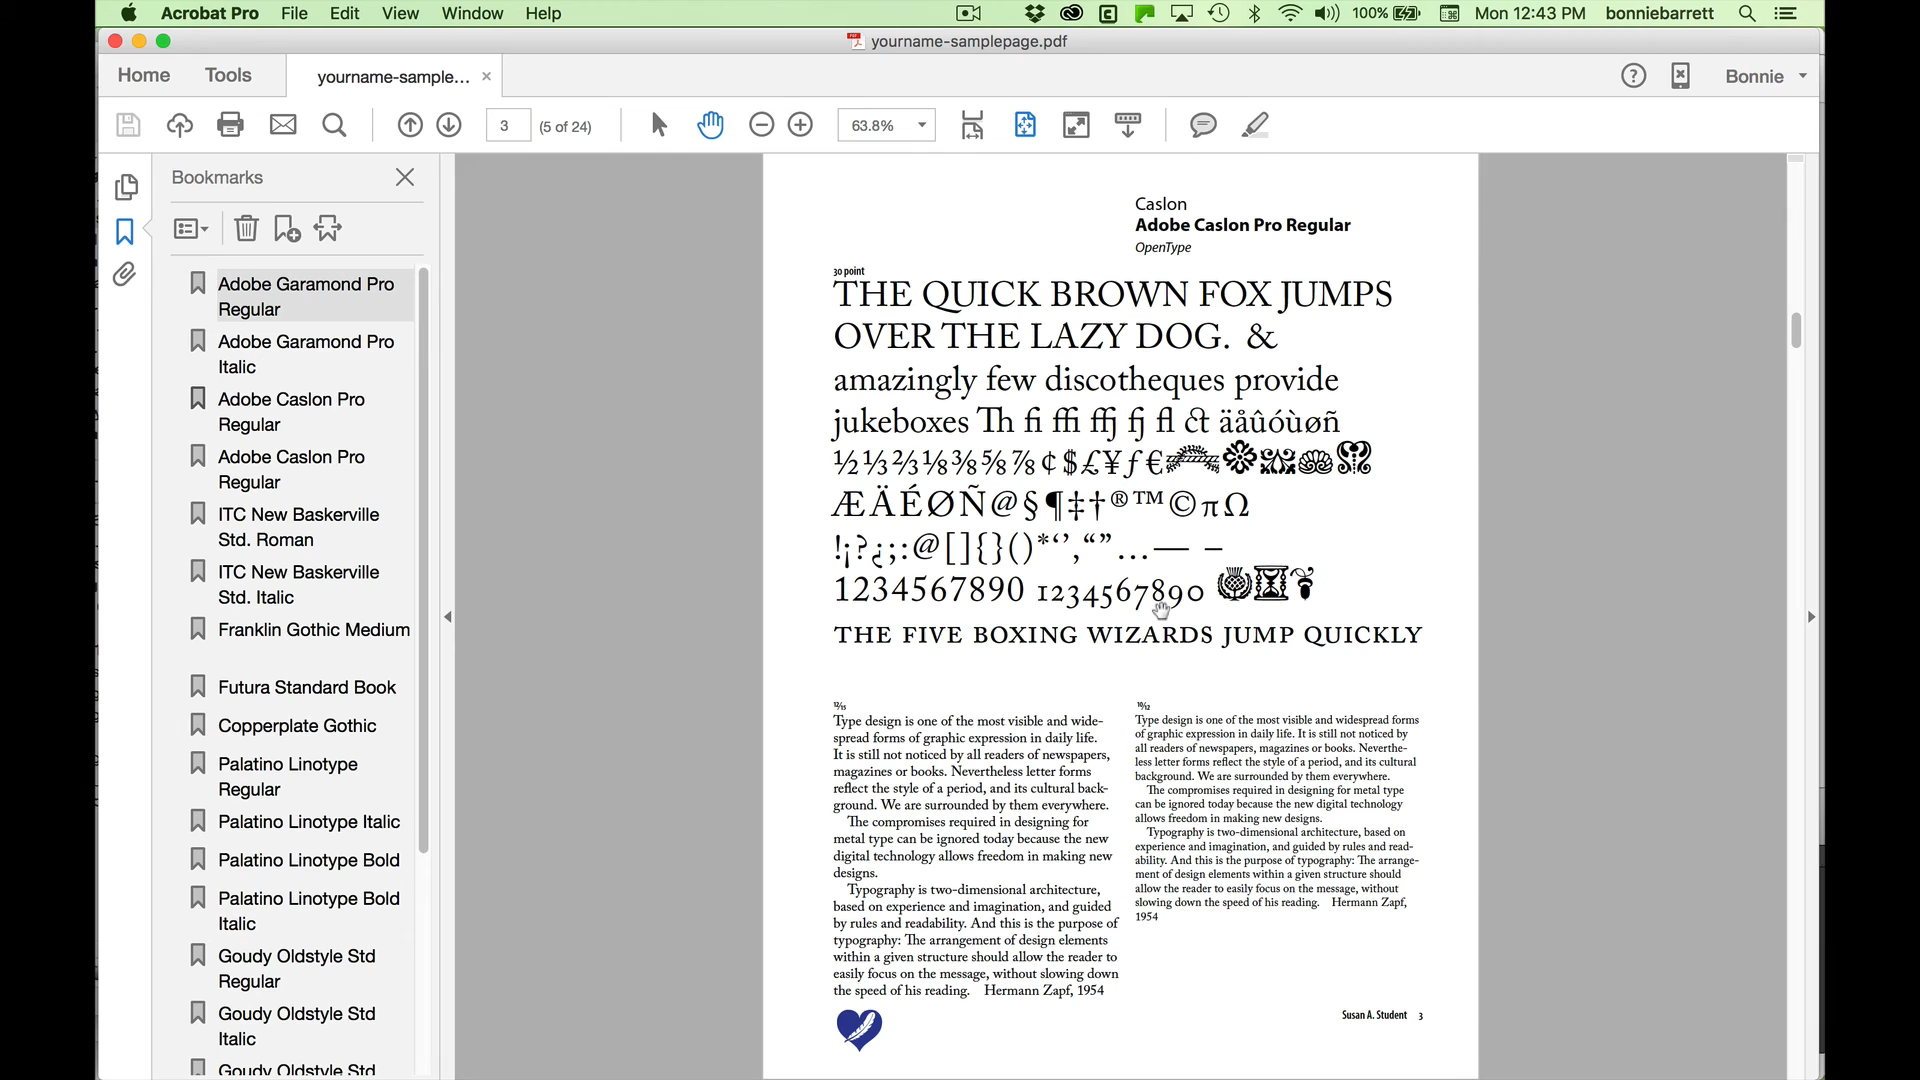 Acrobat Pro File Edit View Window Help 100% Mon 12:43 PM bonniebarrett
yourname-samplepage.pdf
Home Tools yourname-sample... × Bonnie
3 (5 of 24) 63.8%
Bookmarks
Adobe Garamond Pro
Regular
Adobe Garamond Pro
Italic
Adobe Caslon Pro
Regular
Adobe Caslon Pro
Regular
ITC New Baskerville
Std. Roman
ITC New Baskerville
Std. Italic
Franklin Gothic Medium
Futura Standard Book
Copperplate Gothic
Palatino Linotype
Regular
Palatino Linotype Italic
Palatino Linotype Bold
Palatino Linotype Bold
Italic
Goudy Oldstyle Std
Regular
Goudy Oldstyle Std
Italic
Goudy Oldstyle Std
Caslon
Adobe Caslon Pro Regular
OpenType
30 point
THE QUICK BROWN FOX JUMPS
OVER THE LAZY DOG. &
amazingly few discotheques provide
jukeboxes Th fi ffi ffj fj fl ct äåûóùøñ
½⅓⅔⅛⅜⅝⅞¢$£¥ƒ€
ÆÄÉØÑ@§¶‡†®™©πΩ
!¡?¿;:@[]{}()*‘’,“”…— –
1234567890 1234567890
THE FIVE BOXING WIZARDS JUMP QUICKLY
12/15
Type design is one of the most visible and wide-
spread forms of graphic expression in daily life.
It is still not noticed by all readers of newspapers,
magazines or books. Nevertheless letter forms
reflect the style of a period, and its cultural back-
ground. We are surrounded by them everywhere.
The compromises required in designing for
metal type can be ignored today because the new
digital technology allows freedom in making new
designs.
Typography is two-dimensional architecture,
based on experience and imagination, and guided
by rules and readability. And this is the purpose of
typography: The arrangement of design elements
within a given structure should allow the reader to
easily focus on the message, without slowing down
the speed of his reading. Hermann Zapf, 1954
10/12
Type design is one of the most visible and widespread forms
of graphic expression in daily life. It is still not noticed by
all readers of newspapers, magazines or books. Neverthe-
less letter forms reflect the style of a period, and its cultural
background. We are surrounded by them everywhere.
The compromises required in designing for metal type
can be ignored today because the new digital technology
allows freedom in making new designs.
Typography is two-dimensional architecture, based on
experience and imagination, and guided by rules and read-
ability. And this is the purpose of typography: The arrange-
ment of design elements within a given structure should
allow the reader to easily focus on the message, without
slowing down the speed of his reading. Hermann Zapf,
1954
Susan A. Student 3